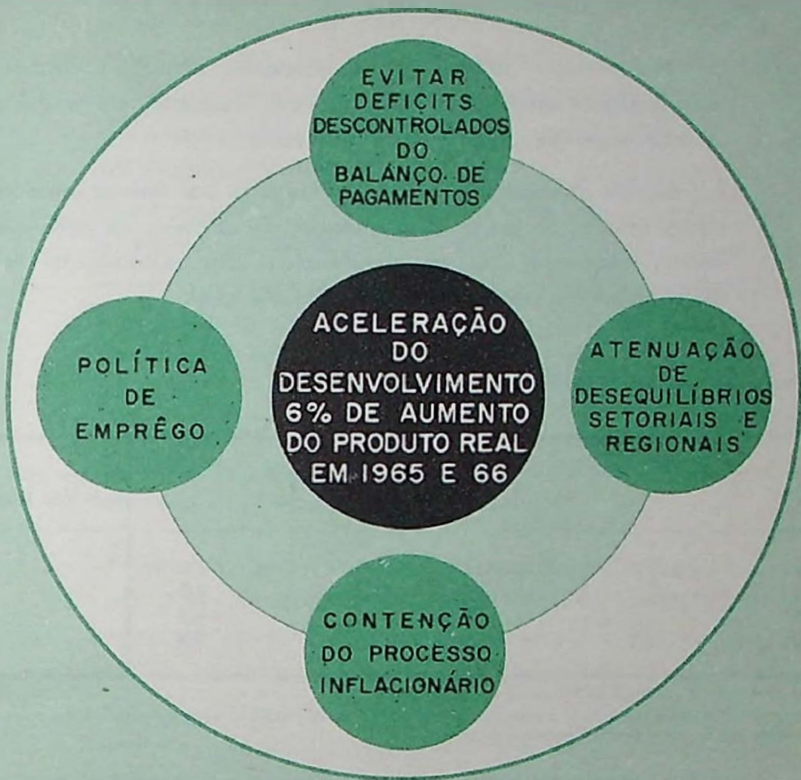 EVITAR
DEFICITS
DESCONTROLADOS
DO
BALANÇO DE
PAGAMENTOS
POLÍTICA
DE
EMPRÊGO
ACELERAÇÃO
DO
DESENVOLVIMENTO
6% DE AUMENTO
DO PRODUTO REAL
EM 1965 E 66
ATENUAÇÃO
DE
DESEQUILÍBRIOS
SETORIAIS E
REGIONAIS
CONTENÇÃO
DO PROCESSO
INFLACIONÁRIO